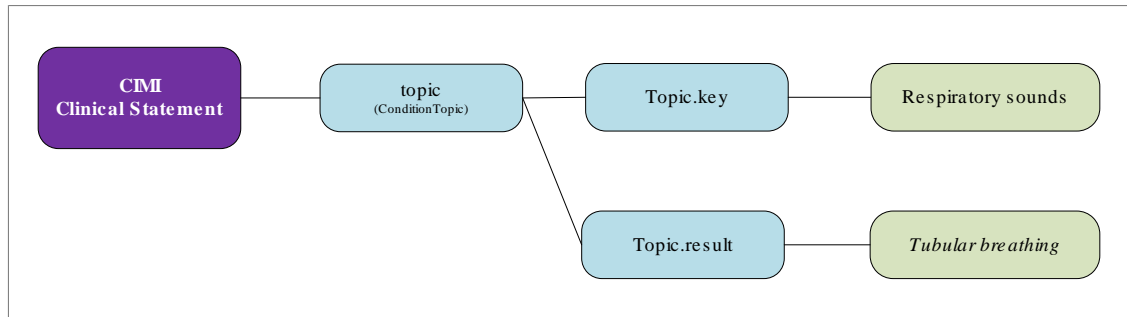 CIMI
Clinical Statement
topic
(ConditionTopic)
Topic.key
Respiratory sounds
Topic.result
Tubular breathing